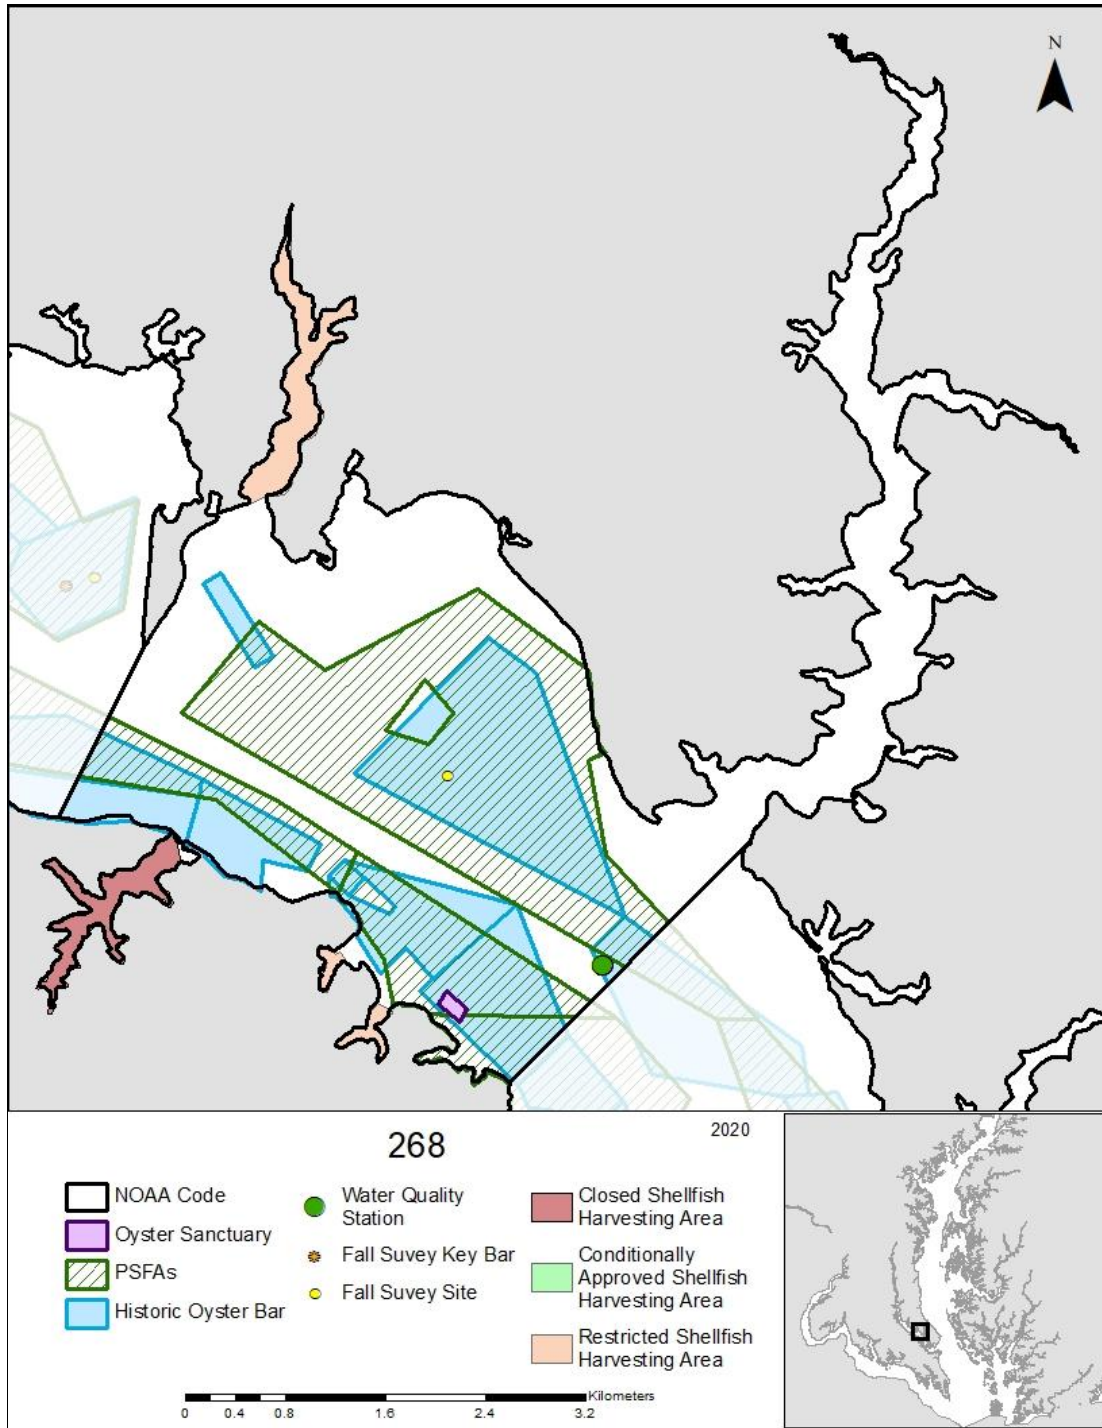 N
268
2020
NOAA Code
Oyster Sanctuary
PSFAs
Historic Oyster Bar
Water Quality
Station
Fall Suvey Key Bar
Fall Suvey Site
Closed Shellfish
Harvesting Area
Conditionally
Approved Shellfish
Harvesting Area
Restricted Shellfish
Harvesting Area
Kilometers
0 0.4 0.8 1.6 2.4 3.2